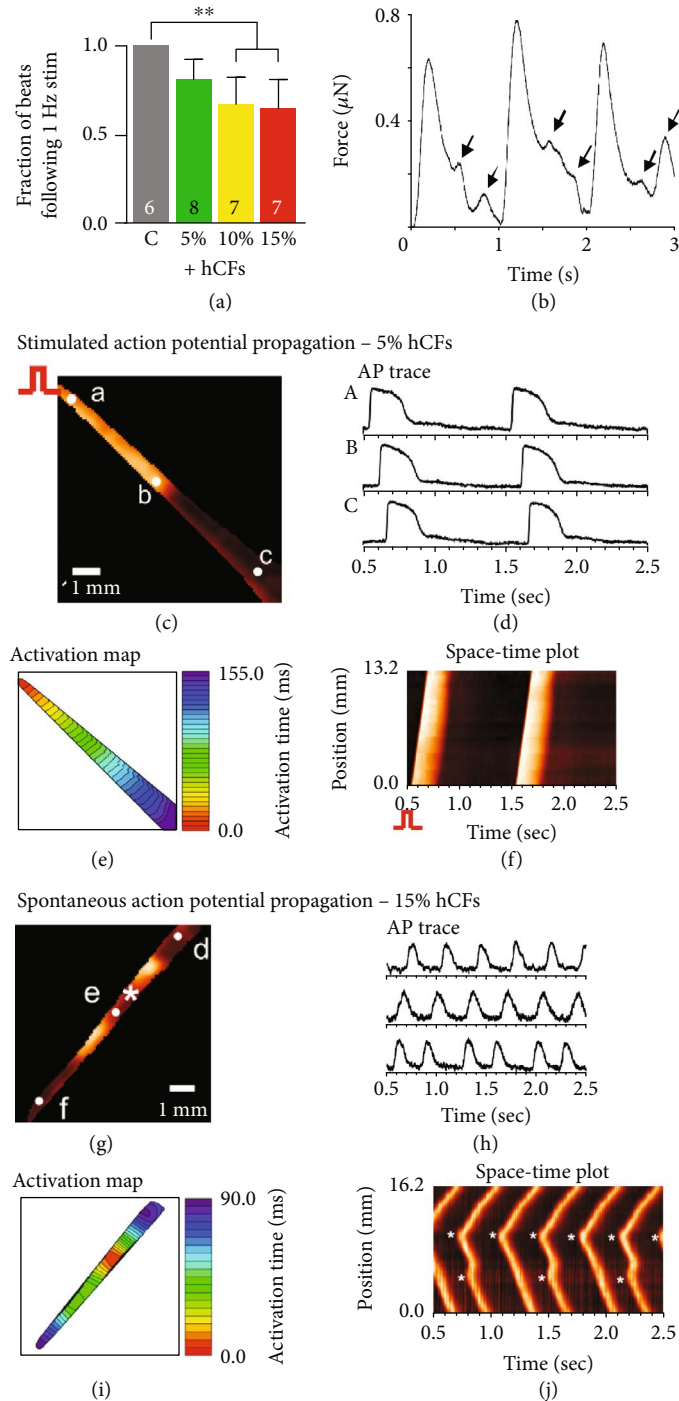 **
1.0
0.5
0.0
Fraction of beats
following 1 Hz stim
6
8
7
7
C 5% 10% 15%
+ hCFs
(a)
0.8
0.4
0
Force (μN)
0 1 2 3
Time (s)
(b)
Stimulated action potential propagation – 5% hCFs
a
b
c
1 mm
(c)
AP trace
A
B
C
0.5 1.0 1.5 2.0 2.5
Time (sec)
(d)
Activation map
155.0
0.0
Activation time (ms)
(e)
Space-time plot
13.2
0.0
Position (mm)
0.5 1.0 1.5 2.0 2.5
Time (sec)
(f)
Spontaneous action potential propagation – 15% hCFs
d
e
*
f
1 mm
(g)
AP trace
0.5 1.0 1.5 2.0 2.5
Time (sec)
(h)
Activation map
90.0
0.0
Activation time (ms)
(i)
Space-time plot
16.2
0.0
Position (mm)
* * * * * *
* * *
0.5 1.0 1.5 2.0 2.5
Time (sec)
(j)